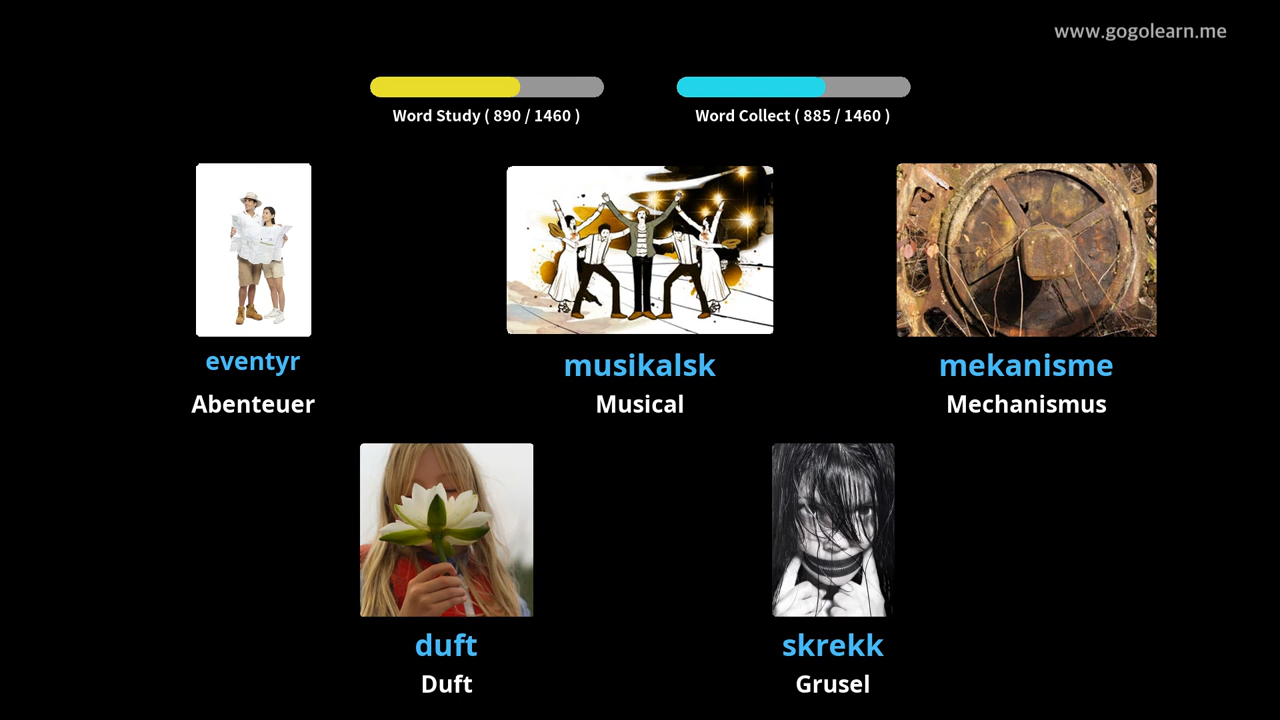 www.gogolearn.me
Word Study ( 890 / 1460 )
Word Collect ( 885 / 1460 )
eventyr
Abenteuer
musikalsk
Musical
mekanisme
Mechanismus
duft
Duft
skrekk
Grusel